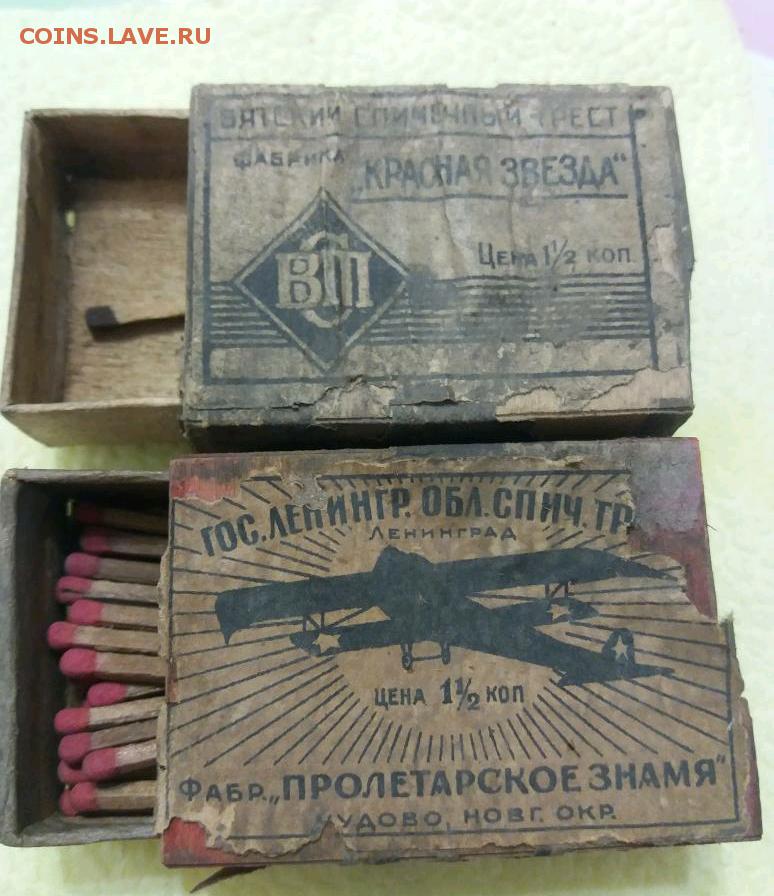 COINS.LAVE.RU
ВЯТСКИЙ СПИЧЕЧНЫЙ ТРЕСТ
ФАБРИКА
„КРАСНАЯ ЗВЕЗДА“
ВСТ
ЦЕНА 1½ КОП.
ГОС. ЛЕНИНГР. ОБЛ. СПИЧ. ТР
ЛЕНИНГРАД
ЦЕНА 1½ КОП
ФАБР. „ПРОЛЕТАРСКОЕ ЗНАМЯ“
ЧУДОВО, НОВГ. ОКР.